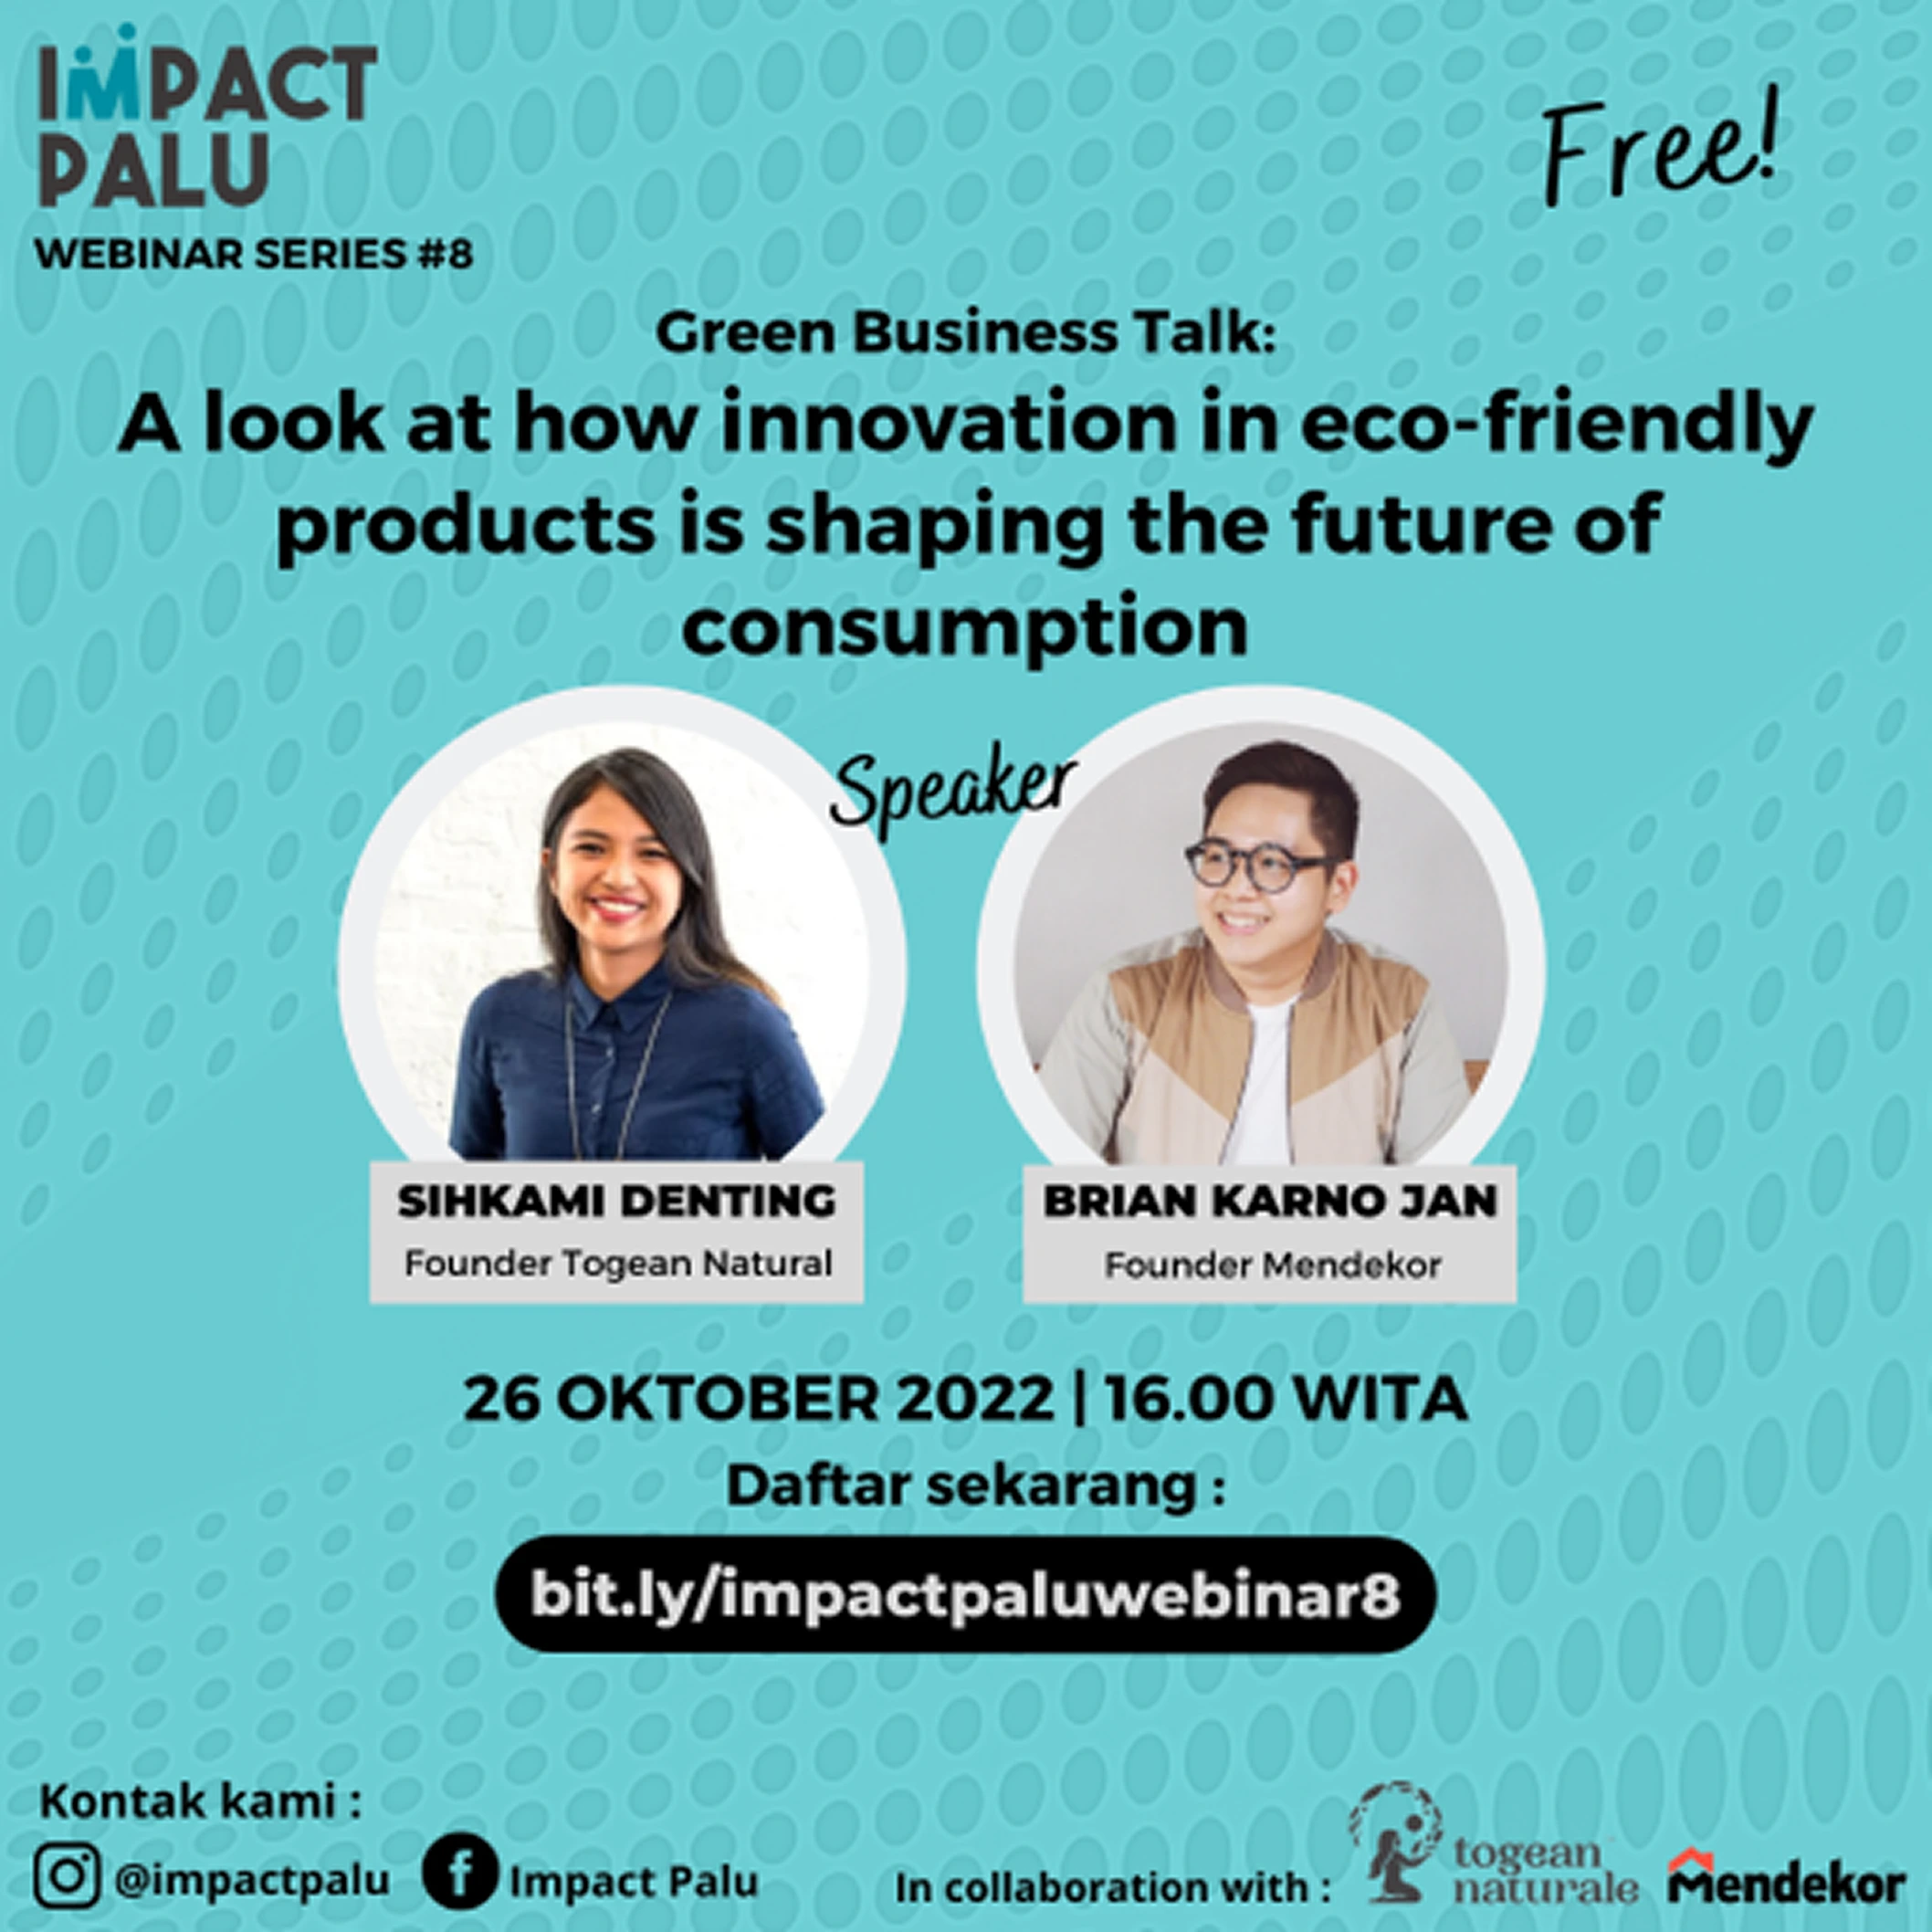 IMPACT
PALU
WEBINAR SERIES #8
Free!
Green Business Talk:
A look at how innovation in eco-friendly
products is shaping the future of
consumption
Speaker
SIHKAMI DENTING
Founder Togean Natural
BRIAN KARNO JAN
Founder Mendekor
26 OKTOBER 2022 | 16.00 WITA
Daftar sekarang :
bit.ly/impactpaluwebinar8
Kontak kami :
@impactpalu
Impact Palu
In collaboration with :
togean
naturale
Mendekor